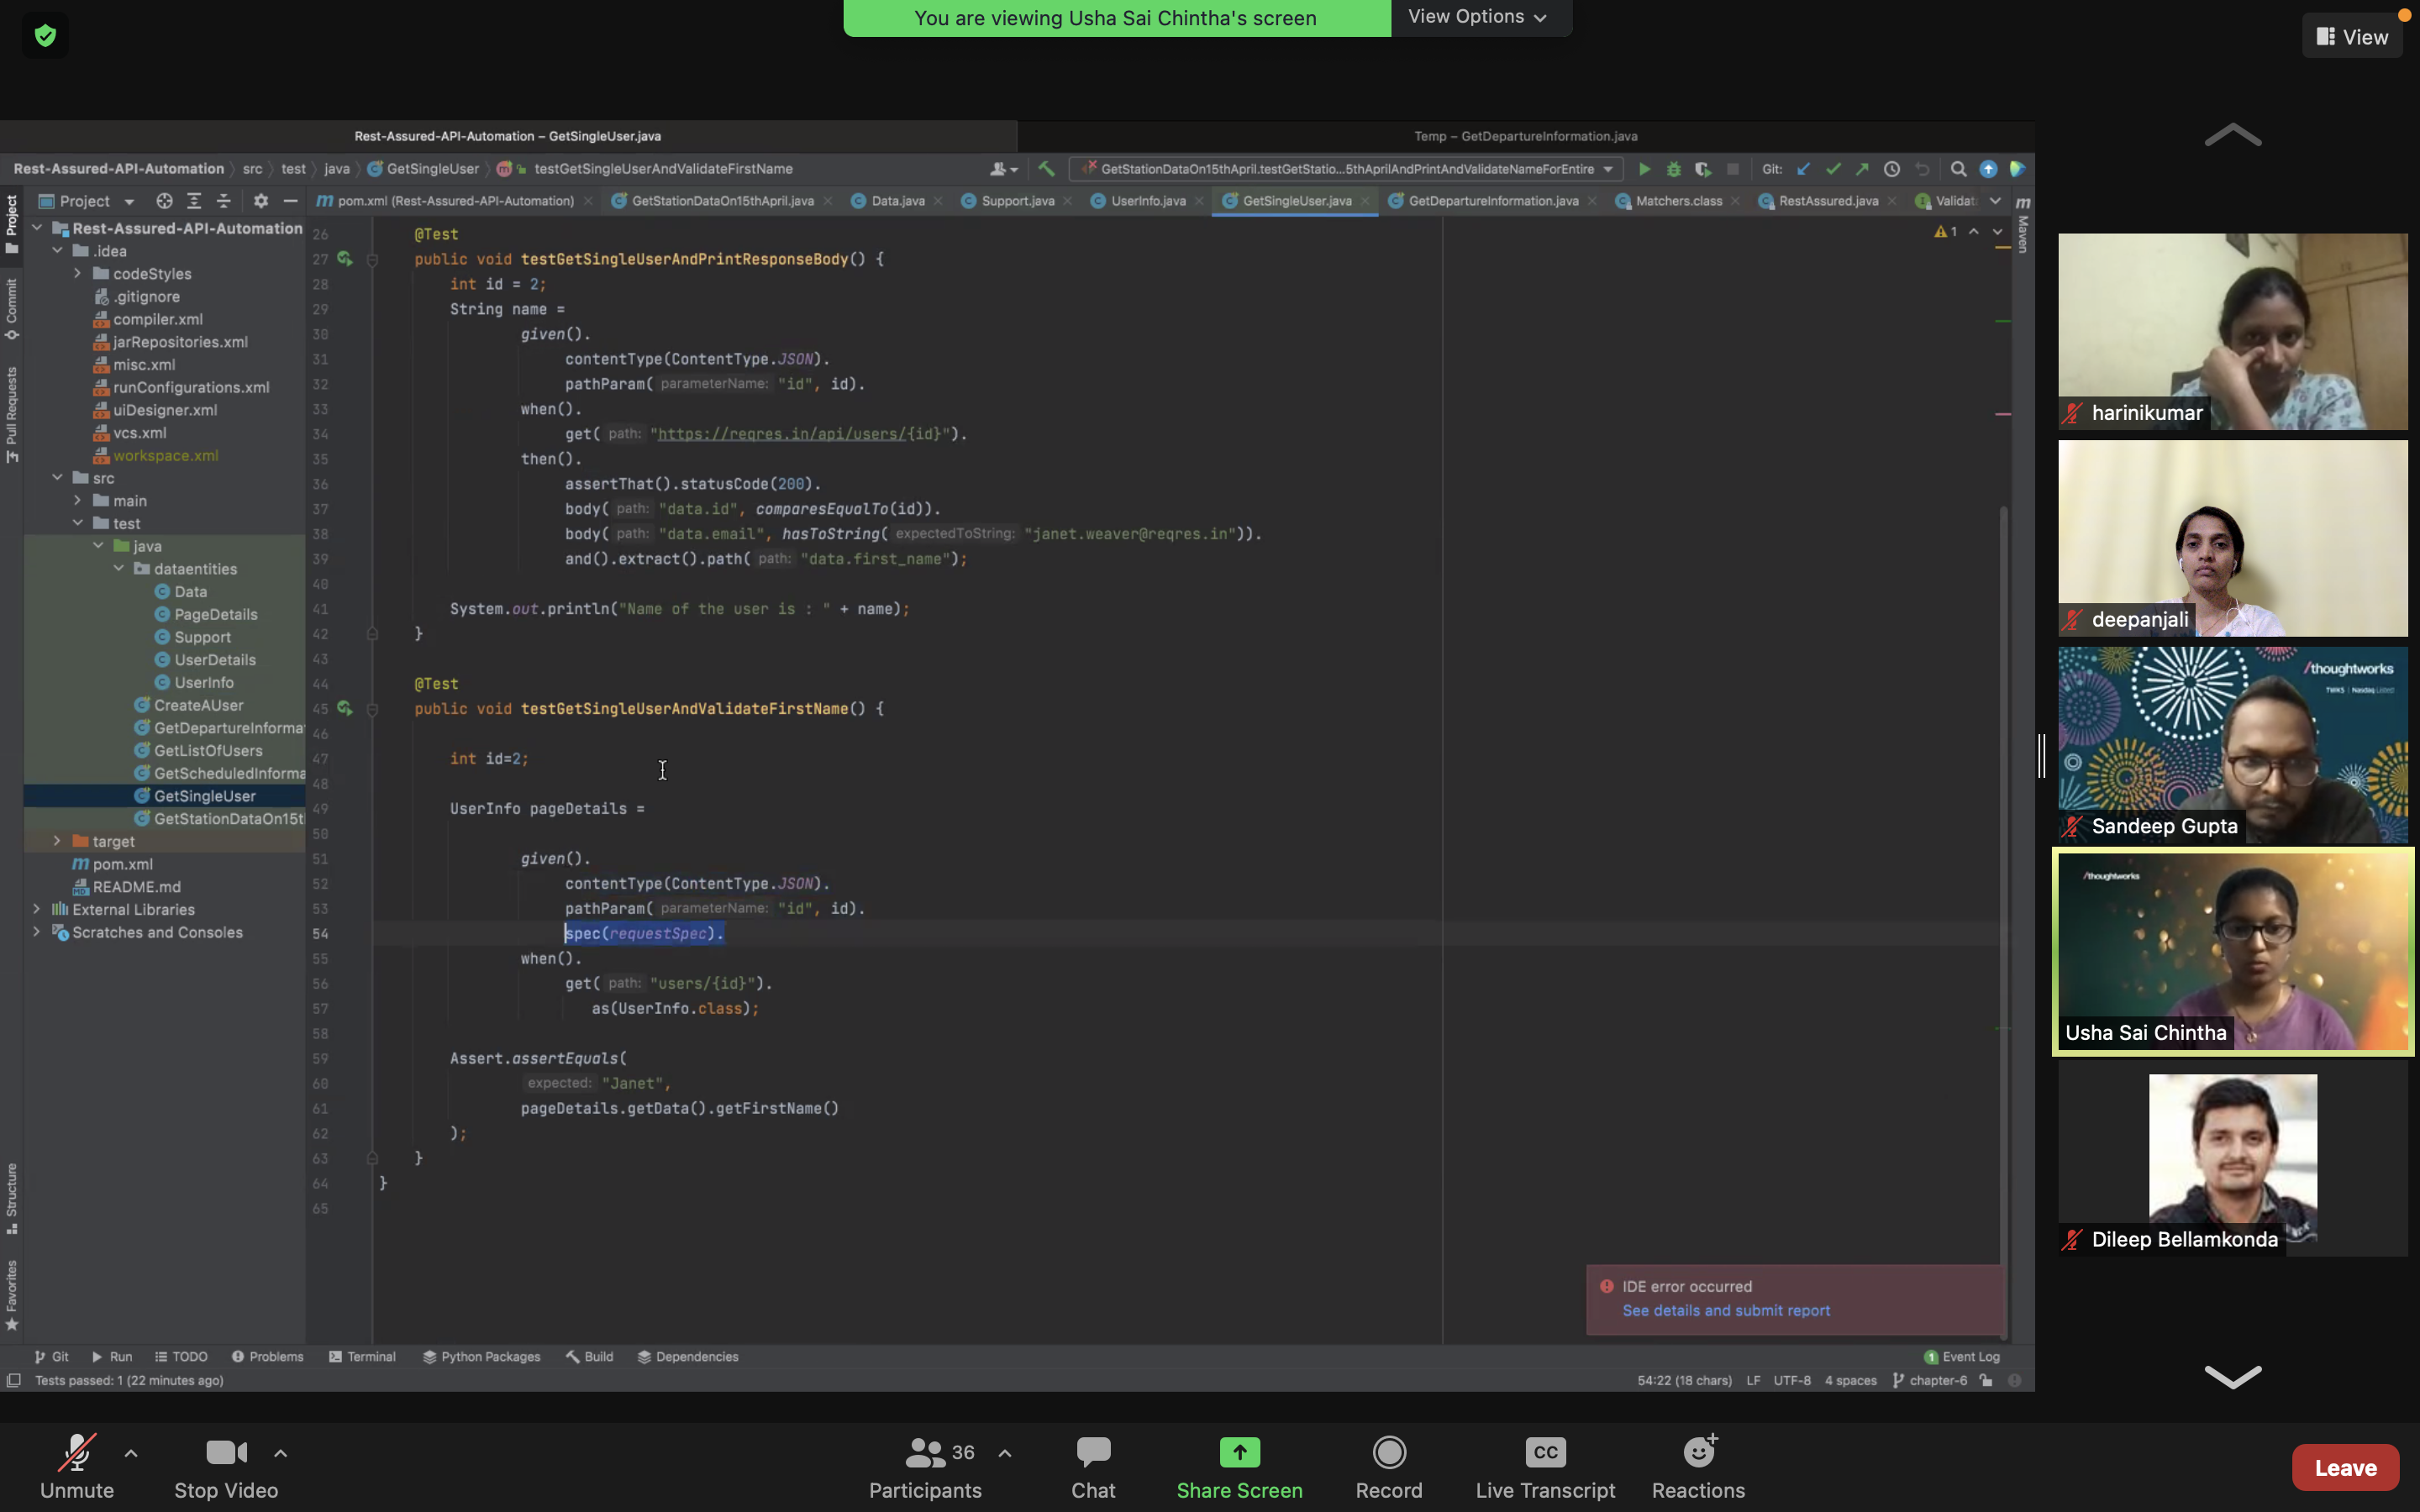 You are viewing Usha Sai Chintha's screen
View Options
View
Rest-Assured-API-Automation – GetSingleUser.java
Temp – GetDepartureInformation.java
Rest-Assured-API-Automation src test java GetSingleUser testGetSingleUserAndValidateFirstName
GetStationDataOn15thApril.testGetStatio...5thAprilAndPrintAndValidateNameForEntire
Git:
Project
pom.xml (Rest-Assured-API-Automation)
GetStationDataOn15thApril.java
Data.java
Support.java
UserInfo.java
GetSingleUser.java
GetDepartureInformation.java
Matchers.class
RestAssured.java
Validat
Project
Commit
Pull Requests
Structure
Favorites
Maven
Rest-Assured-API-Automation
.idea
codeStyles
.gitignore
compiler.xml
jarRepositories.xml
misc.xml
runConfigurations.xml
uiDesigner.xml
vcs.xml
workspace.xml
src
main
test
java
dataentities
Data
PageDetails
Support
UserDetails
UserInfo
CreateAUser
GetDepartureInforma
GetListOfUsers
GetScheduledInforma
GetSingleUser
GetStationDataOn15t
target
pom.xml
README.md
External Libraries
Scratches and Consoles
1
26 @Test
27 public void testGetSingleUserAndPrintResponseBody() {
28 int id = 2;
29 String name =
30 given().
31 contentType(ContentType.JSON).
32 pathParam( parameterName: "id", id).
33 when().
34 get( path: "https://reqres.in/api/users/{id}").
35 then().
36 assertThat().statusCode(200).
37 body( path: "data.id", comparesEqualTo(id)).
38 body( path: "data.email", hasToString( expectedToString: "janet.weaver@reqres.in")).
39 and().extract().path( path: "data.first_name");
40
41 System.out.println("Name of the user is : " + name);
42 }
43
44 @Test
45 public void testGetSingleUserAndValidateFirstName() {
46
47 int id=2;
48
49 UserInfo pageDetails =
50
51 given().
52 contentType(ContentType.JSON).
53 pathParam( parameterName: "id", id).
54 spec(requestSpec).
55 when().
56 get( path: "users/{id}").
57 as(UserInfo.class);
58
59 Assert.assertEquals(
60 expected: "Janet",
61 pageDetails.getData().getFirstName()
62 );
63 }
64 }
65
IDE error occurred
See details and submit report
Git Run TODO Problems Terminal Python Packages Build Dependencies
1 Event Log
Tests passed: 1 (22 minutes ago)
54:22 (18 chars) LF UTF-8 4 spaces chapter-6
harinikumar
deepanjali
/thoughtworks
TWKS | Nasdaq Listed
Sandeep Gupta
/thoughtworks
Usha Sai Chintha
Dileep Bellamkonda
Unmute
Stop Video
36
Participants
Chat
Share Screen
Record
CC
Live Transcript
Reactions
Leave